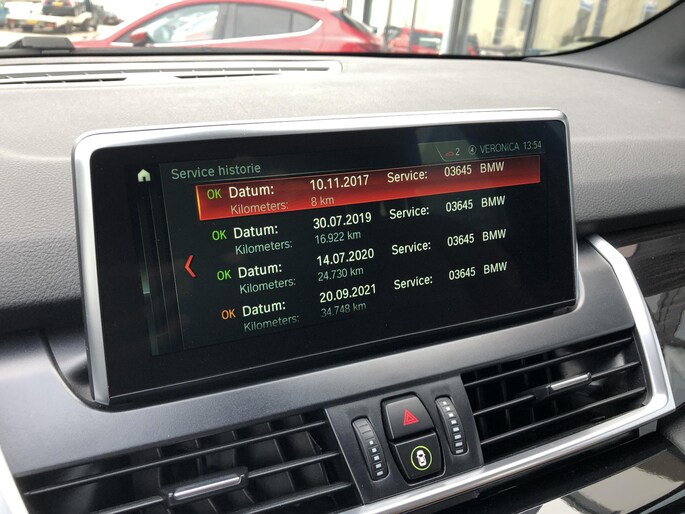 2 4 VERONICA 13:54
Service historie
OK Datum: 10.11.2017 Service: 03645 BMW
Kilometers: 8 km
OK Datum: 30.07.2019 Service: 03645 BMW
Kilometers: 16.922 km
OK Datum: 14.07.2020 Service: 03645 BMW
Kilometers: 24.730 km
OK Datum: 20.09.2021 Service: 03645 BMW
Kilometers: 34.748 km